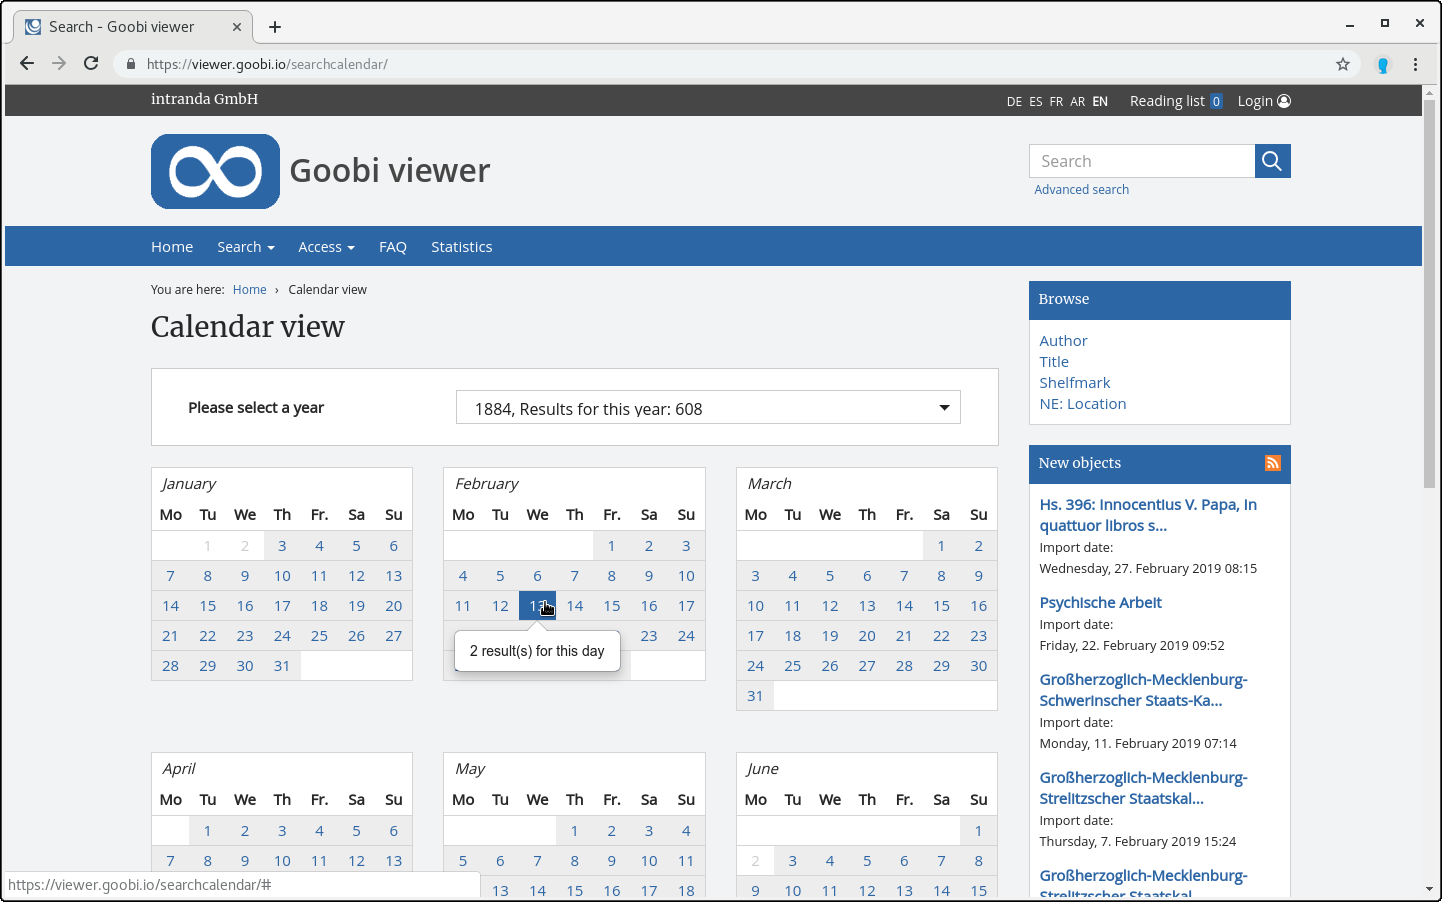 Search - Goobi viewer
https://viewer.goobi.io/searchcalendar/
intranda GmbH
DE ES FR AR EN Reading list 0 Login
Goobi viewer
Search
Advanced search
Home Search Access FAQ Statistics
You are here: Home › Calendar view
Calendar view
Please select a year 1884, Results for this year: 608
January
Mo Tu We Th Fr. Sa Su
1 2 3 4 5 6
7 8 9 10 11 12 13
14 15 16 17 18 19 20
21 22 23 24 25 26 27
28 29 30 31
February
Mo Tu We Th Fr. Sa Su
1 2 3
4 5 6 7 8 9 10
11 12 13 14 15 16 17
23 24
2 result(s) for this day
March
Mo Tu We Th Fr. Sa Su
1 2
3 4 5 6 7 8 9
10 11 12 13 14 15 16
17 18 19 20 21 22 23
24 25 26 27 28 29 30
31
April
Mo Tu We Th Fr. Sa Su
1 2 3 4 5 6
7 8 9 10 11 12 13
May
Mo Tu We Th Fr. Sa Su
1 2 3 4
5 6 7 8 9 10 11
13 14 15 16 17 18
June
Mo Tu We Th Fr. Sa Su
1
2 3 4 5 6 7 8
9 10 11 12 13 14 15
Browse
Author
Title
Shelfmark
NE: Location
New objects
Hs. 396: Innocentius V. Papa, In
quattuor libros s...
Import date:
Wednesday, 27. February 2019 08:15
Psychische Arbeit
Import date:
Friday, 22. February 2019 09:52
Großherzoglich-Mecklenburg-
Schwerinscher Staats-Ka...
Import date:
Monday, 11. February 2019 07:14
Großherzoglich-Mecklenburg-
Strelitzscher Staatskal...
Import date:
Thursday, 7. February 2019 15:24
Großherzoglich-Mecklenburg-
Strelitzscher Staatskal...
https://viewer.goobi.io/searchcalendar/#